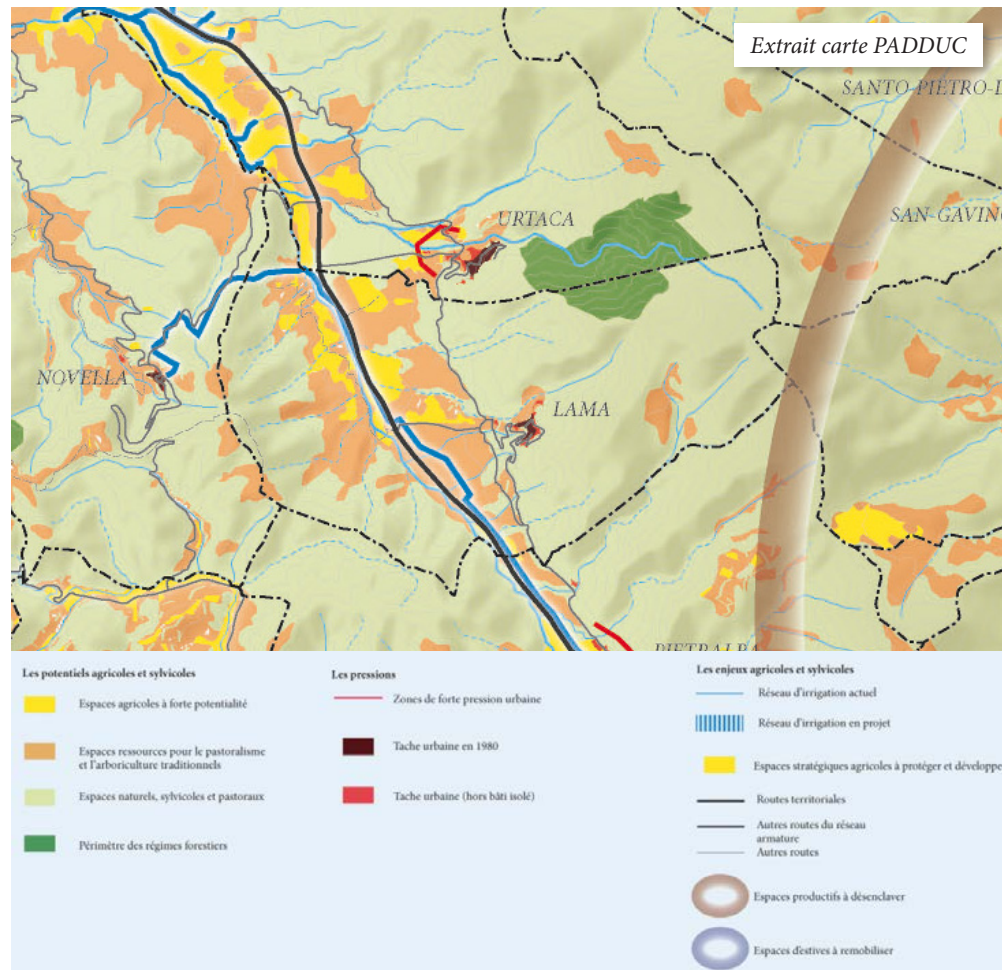 Extrait carte PADDUC
SANTO-PIETRO-D
SAN-GAVINO
URTACA
NOVELLA
LAMA
PIETRALBA
Les potentiels agricoles et sylvicoles
Espaces agricoles à forte potentialité
Espaces ressources pour le pastoralisme
et l'arboriculture traditionnels
Espaces naturels, sylvicoles et pastoraux
Périmètre des régimes forestiers
Les pressions
Zones de forte pression urbaine
Tache urbaine en 1980
Tache urbaine (hors bâti isolé)
Les enjeux agricoles et sylvicoles
Réseau d'irrigation actuel
Réseau d'irrigation en projet
Espaces stratégiques agricoles à protéger et développe
Routes territoriales
Autres routes du réseau
armature
Autres routes
Espaces productifs à désenclaver
Espaces d'estives à remobiliser